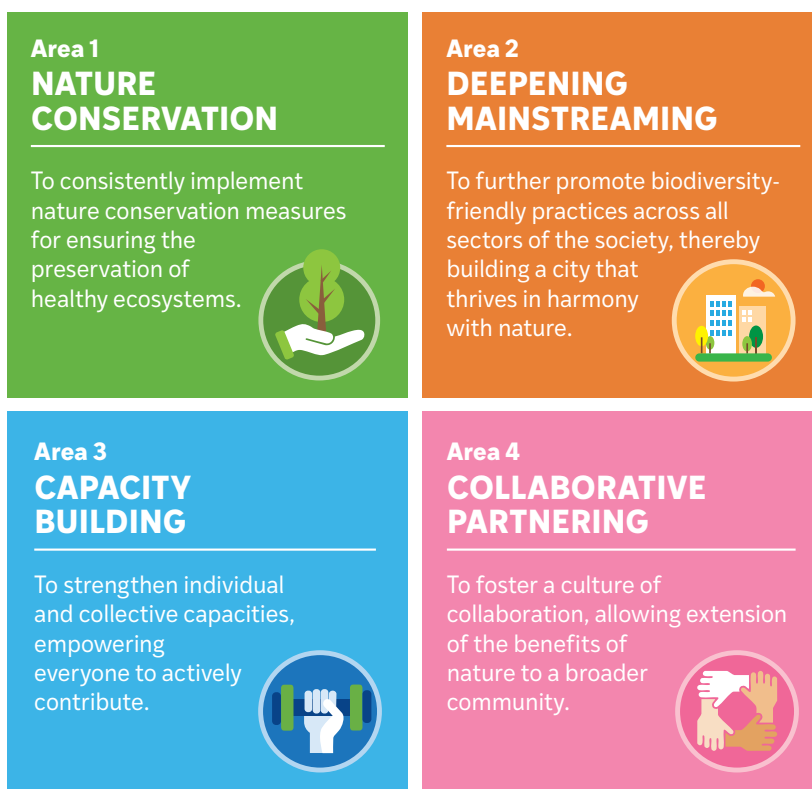 Area 1
NATURE
CONSERVATION
To consistently implement
nature conservation measures
for ensuring the
preservation of
healthy ecosystems.
Area 2
DEEPENING
MAINSTREAMING
To further promote biodiversity-
friendly practices across all
sectors of the society, thereby
building a city that
thrives in harmony
with nature.
Area 3
CAPACITY
BUILDING
To strengthen individual
and collective capacities,
empowering
everyone to actively
contribute.
Area 4
COLLABORATIVE
PARTNERING
To foster a culture of
collaboration, allowing extension
of the benefits of
nature to a broader
community.